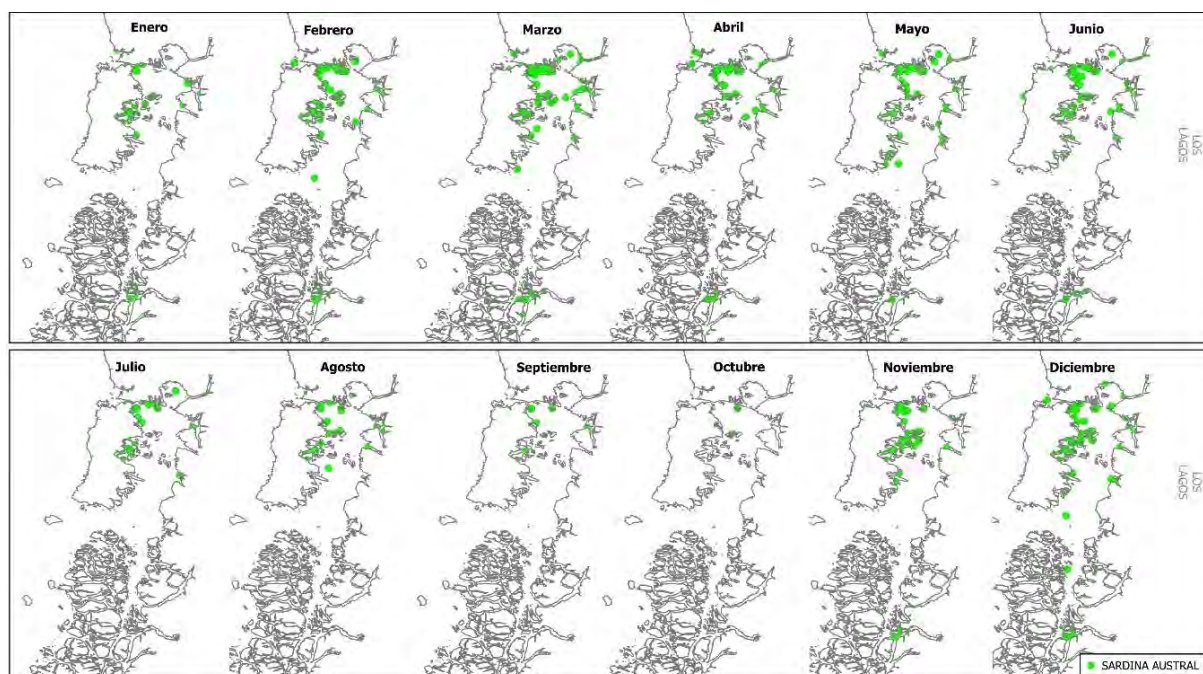 Enero
Febrero
Marzo
Abril
Mayo
Junio
LOS
LAGOS
Julio
Agosto
Septiembre
Octubre
Noviembre
Diciembre
LOS
LAGOS
SARDINA AUSTRAL